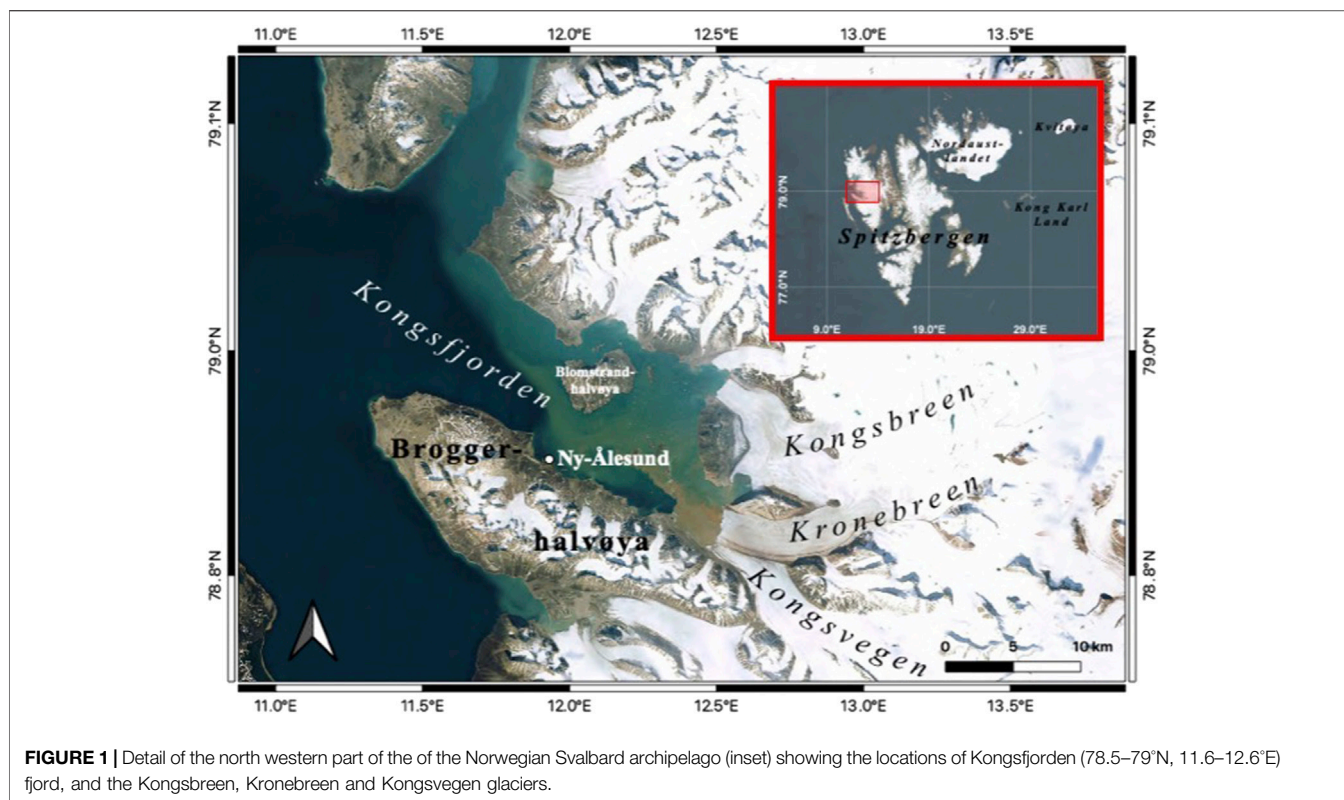 11.0°E 11.5°E 12.0°E 12.5°E 13.0°E 13.5°E
79.1°N
79.1°N
Kvitøya
Nordaust-
landet
79.0°N
Kong Karl
Land
Spitzbergen
77.0°N
9.0°E 19.0°E 29.0°E
Kongsfjorden
79.0°N
79.0°N
Blomstrand-
halvøya
Kongsbreen
Brogger-
Ny-Ålesund
Kronebreen
halvøya
78.8°N
78.8°N
Kongsvegen
0 5 10 km
11.0°E 11.5°E 12.0°E 12.5°E 13.0°E 13.5°E
FIGURE 1 | Detail of the north western part of the of the Norwegian Svalbard archipelago (inset) showing the locations of Kongsfjorden (78.5–79°N, 11.6–12.6°E)
fjord, and the Kongsbreen, Kronebreen and Kongsvegen glaciers.